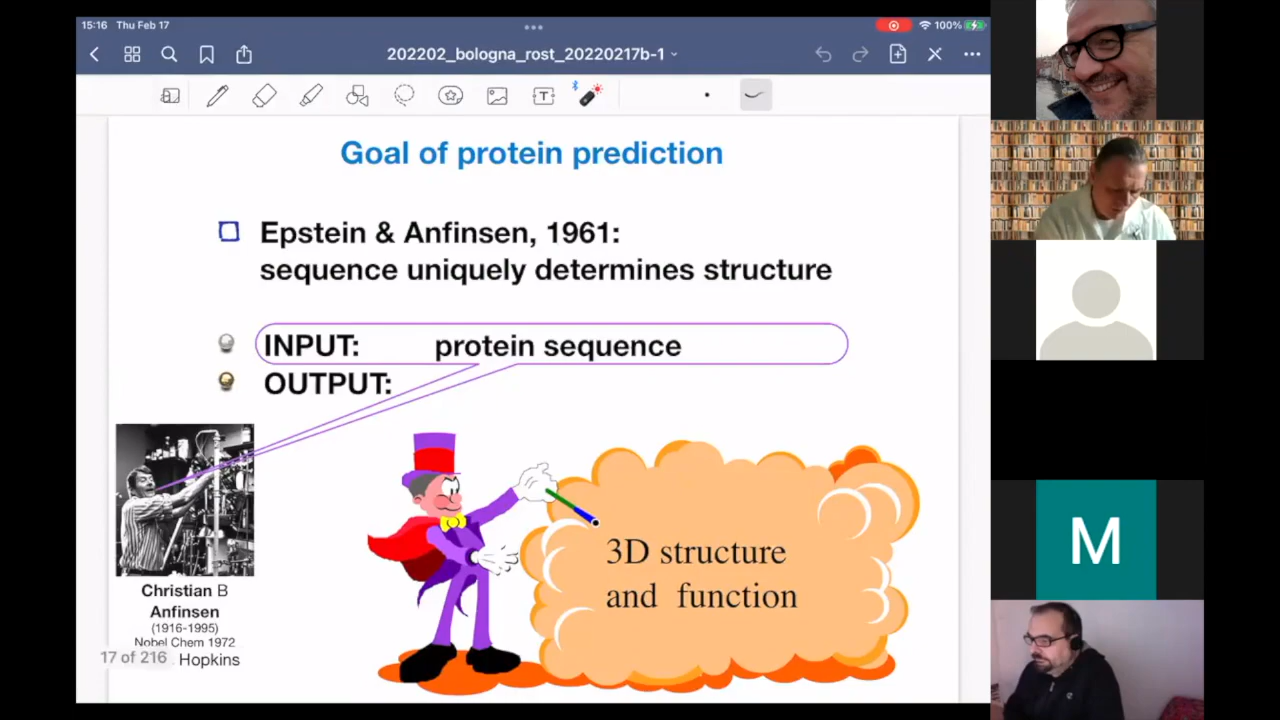 15:16 Thu Feb 17
100%
202202_bologna_rost_20220217b-1
T
Goal of protein prediction
Epstein & Anfinsen, 1961:
sequence uniquely determines structure
INPUT: protein sequence
OUTPUT:
3D structure
and function
Christian B
Anfinsen
(1916-1995)
Nobel Chem 1972
17 of 216 . Hopkins
M